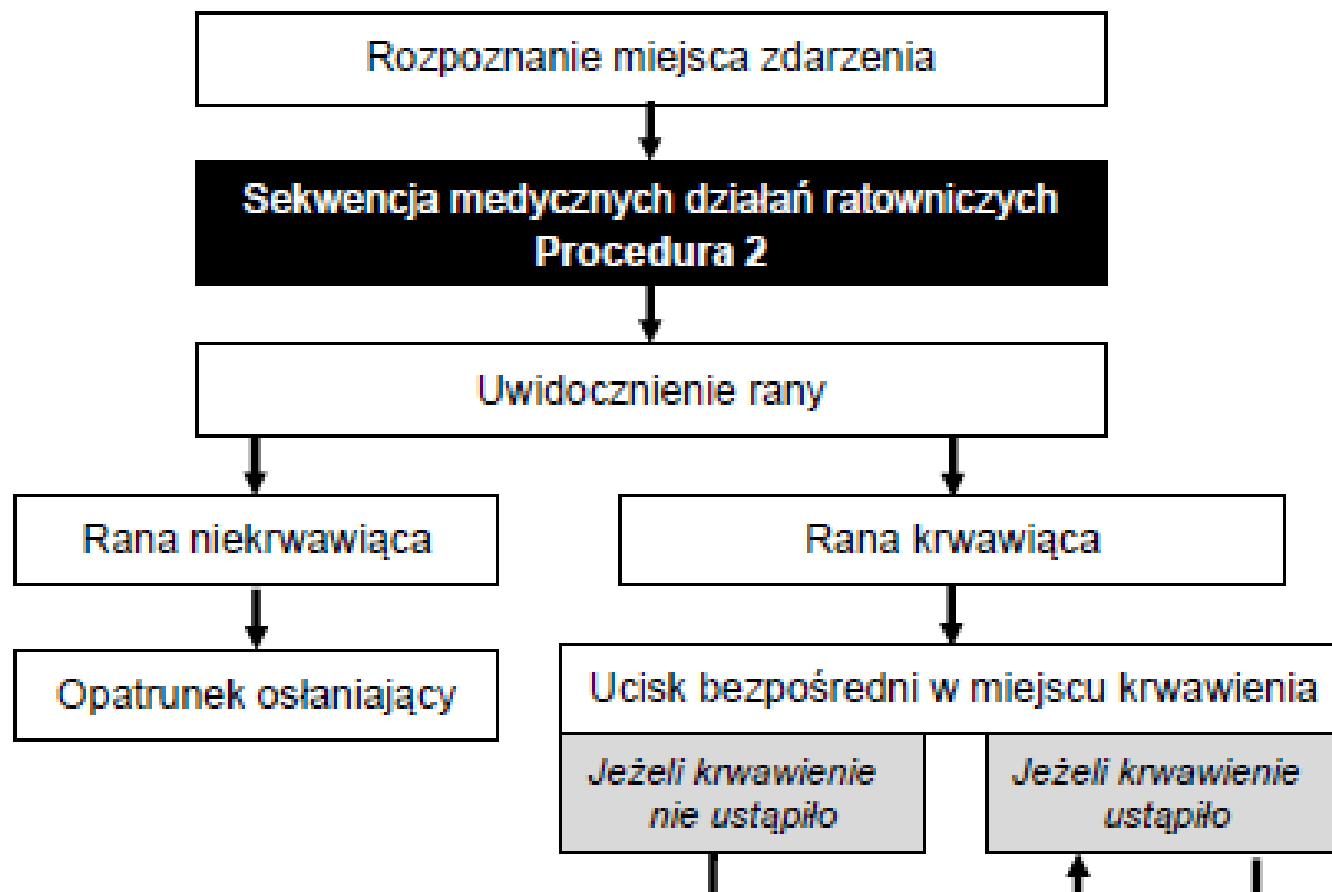 Rozpoznanie miejsca zdarzenia
Sekwencja medycznych działań ratowniczych
Procedura 2
Uwidocznienie rany
Rana niekrwawiąca
Rana krwawiąca
Opatrunek osłaniający
Ucisk bezpośredni w miejscu krwawienia
Jeżeli krwawienie
nie ustąpiło
Jeżeli krwawienie
ustąpiło